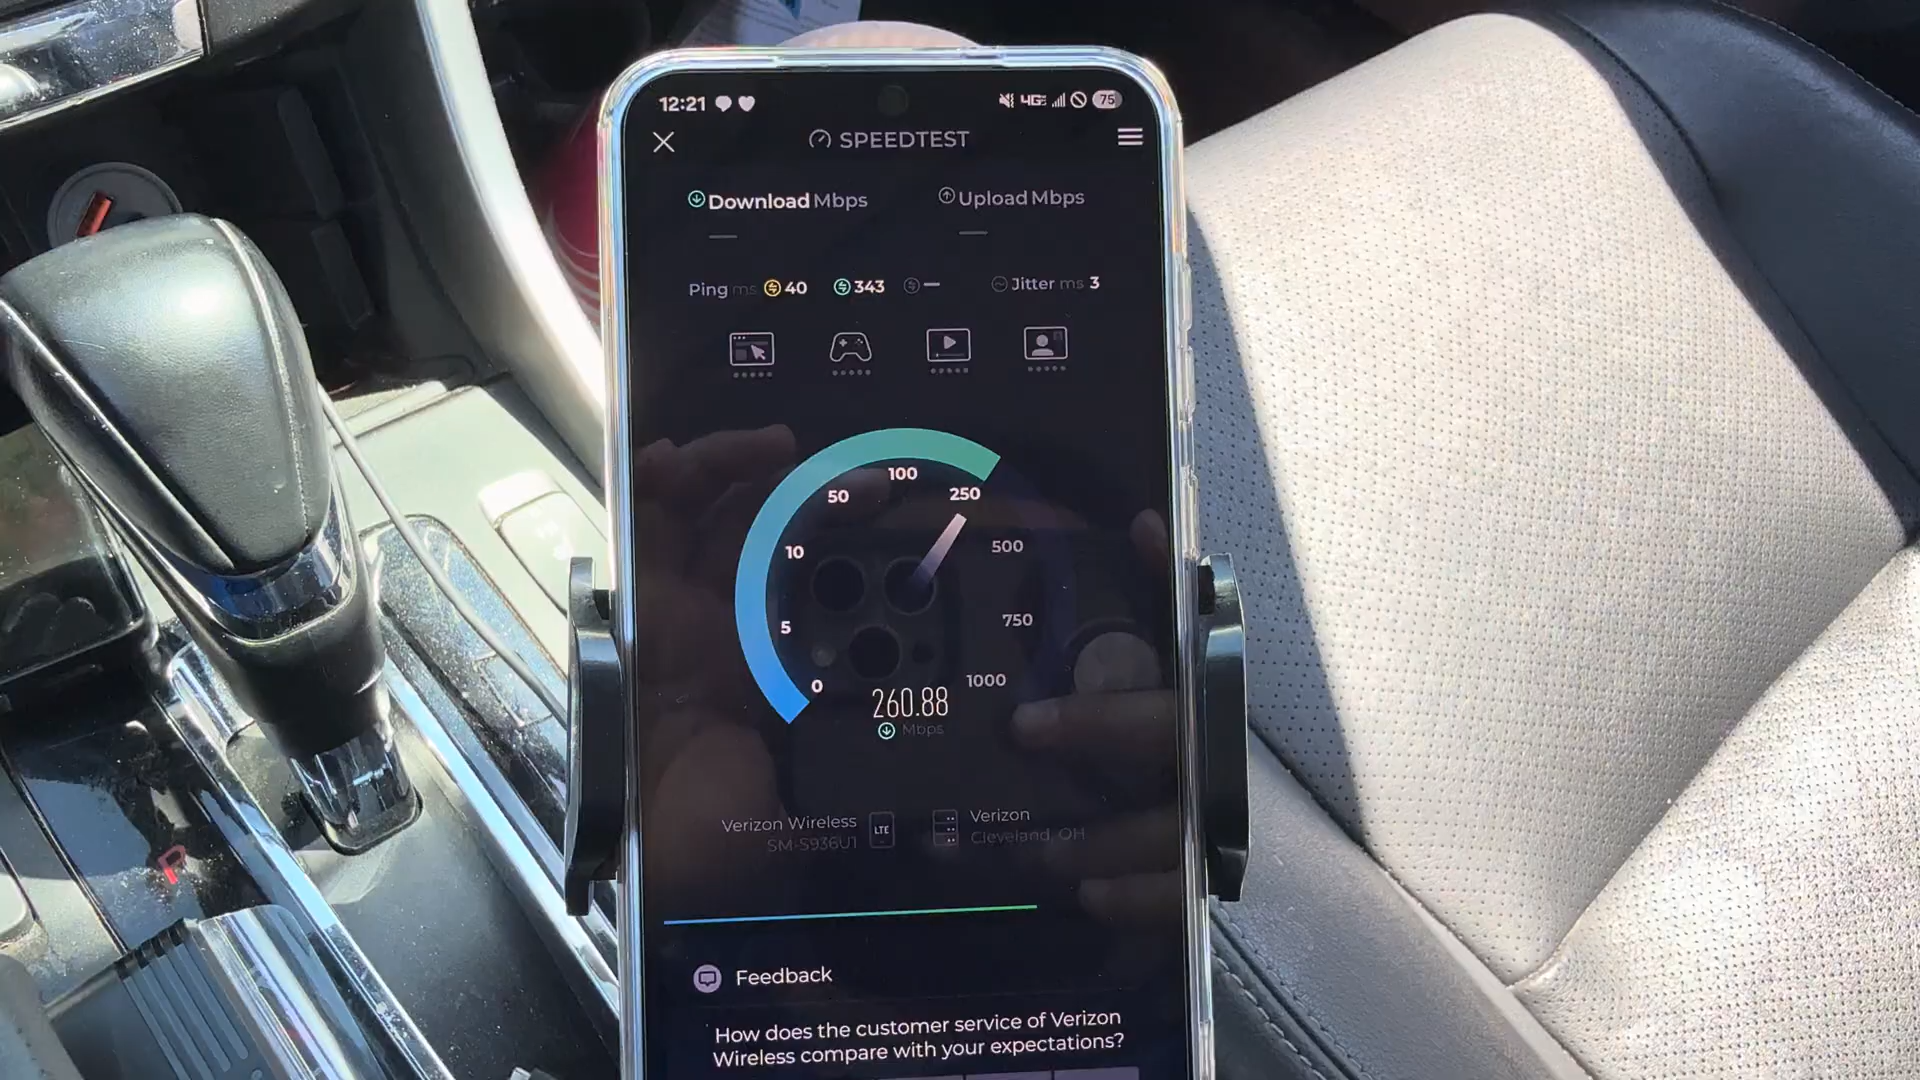 12:21 4GE 75
SPEEDTEST
Download Mbps Upload Mbps
Ping ms 40 343 Jitter ms 3
100
50 250
10 500
5 750
0 1000
260.88
Mbps
Verizon Wireless LTE Verizon
SM-S936U1 Cleveland, OH
Feedback
How does the customer service of Verizon
Wireless compare with your expectations?
P